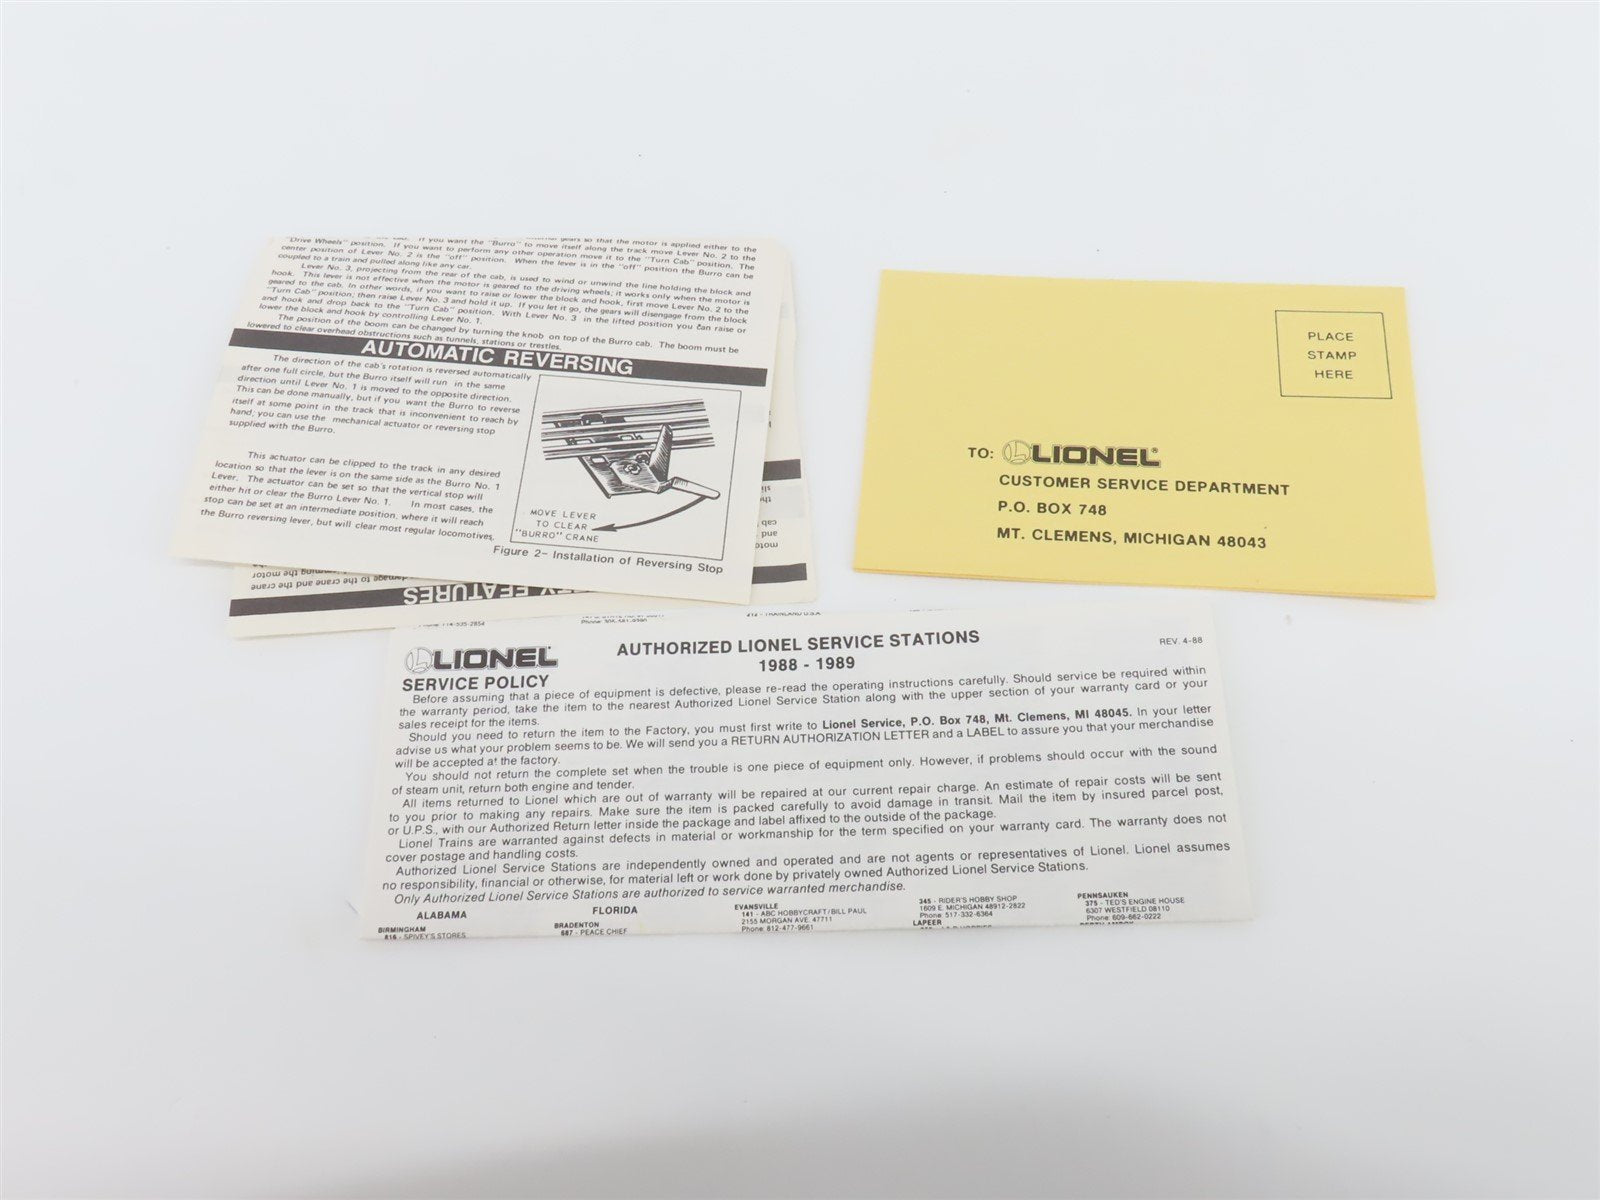 "Drive Wheels" position. If you want the "Burro" to move itself along the track move Lever No. 2 to the
center position of Lever No. 2 is the "off" position. When the lever is in the "off" position the Burro can be
coupled to a train and pulled along like any car.
Lever No. 3, projecting from the rear of the cab, is used to wind or unwind the line holding the block and
hook. This lever is not effective when the motor is geared to the driving wheels; it works only when the motor is
geared to the cab. In other words, if you want to raise or lower the block and hook, first move Lever No. 2 to the
"Turn Cab" position; then raise Lever No. 3 and hold it up. If you let it go, the gears will disengage from the block
and hook and drop back to the "Turn Cab" position. With Lever No. 3 in the lifted position you can raise or
lower the block and hook by controlling Lever No. 1.
The position of the boom can be changed by turning the knob on top of the Burro cab. The boom must be
lowered to clear overhead obstructions such as tunnels, stations or trestles.
AUTOMATIC REVERSING
The direction of the cab's rotation is reversed automatically
after one full circle, but the Burro itself will run in the same
direction until Lever No. 1 is moved to the opposite direction.
This can be done manually, but if you want the Burro to reverse
itself at some point in the track that is inconvenient to reach by
hand, you can use the mechanical actuator or reversing stop
supplied with the Burro.
This actuator can be clipped to the track in any desired
location so that the lever is on the same side as the Burro No. 1
Lever. The actuator can be set so that the vertical stop will
either hit or clear the Burro Lever No. 1. In most cases, the
stop can be set at an intermediate position, where it will reach
the Burro reversing lever, but will clear most regular locomotives.
MOVE LEVER
TO CLEAR
"BURRO" CRANE
Figure 2– Installation of Reversing Stop
FEATURES
PLACE
STAMP
HERE
TO: LIONEL®
CUSTOMER SERVICE DEPARTMENT
P.O. BOX 748
MT. CLEMENS, MICHIGAN 48043
Phone 714-535-2854
212 - TRAINLAND U.S.A.
LIONEL
SERVICE POLICY
AUTHORIZED LIONEL SERVICE STATIONS
1988 - 1989
REV. 4-88
Before assuming that a piece of equipment is defective, please re-read the operating instructions carefully. Should service be required within
the warranty period, take the item to the nearest Authorized Lionel Service Station along with the upper section of your warranty card or your
sales receipt for the items.
Should you need to return the item to the Factory, you must first write to Lionel Service, P.O. Box 748, Mt. Clemens, MI 48045. In your letter
advise us what your problem seems to be. We will send you a RETURN AUTHORIZATION LETTER and a LABEL to assure you that your merchandise
will be accepted at the factory.
You should not return the complete set when the trouble is one piece of equipment only. However, if problems should occur with the sound
of steam unit, return both engine and tender.
All items returned to Lionel which are out of warranty will be repaired at our current repair charge. An estimate of repair costs will be sent
to you prior to making any repairs. Make sure the item is packed carefully to avoid damage in transit. Mail the item by insured parcel post,
or U.P.S., with our Authorized Return letter inside the package and label affixed to the outside of the package.
Lionel Trains are warranted against defects in material or workmanship for the term specified on your warranty card. The warranty does not
cover postage and handling costs.
Authorized Lionel Service Stations are independently owned and operated and are not agents or representatives of Lionel. Lionel assumes
no responsibility, financial or otherwise, for material left or work done by privately owned Authorized Lionel Service Stations.
Only Authorized Lionel Service Stations are authorized to service warranted merchandise.
ALABAMA
BIRMINGHAM
816 - SPIVEY'S STORES
FLORIDA
BRADENTON
687 - PEACE CHIEF
EVANSVILLE
141 - ABC HOBBYCRAFT/BILL PAUL
2155 MORGAN AVE. 47711
Phone 812-477-9661
345 - RIDER'S HOBBY SHOP
1609 E. MICHIGAN 48912-2822
Phone 517-332-6364
LAPEER
PENNSAUKEN
375 - TED'S ENGINE HOUSE
6307 WESTFIELD 08110
Phone 609-662-0222